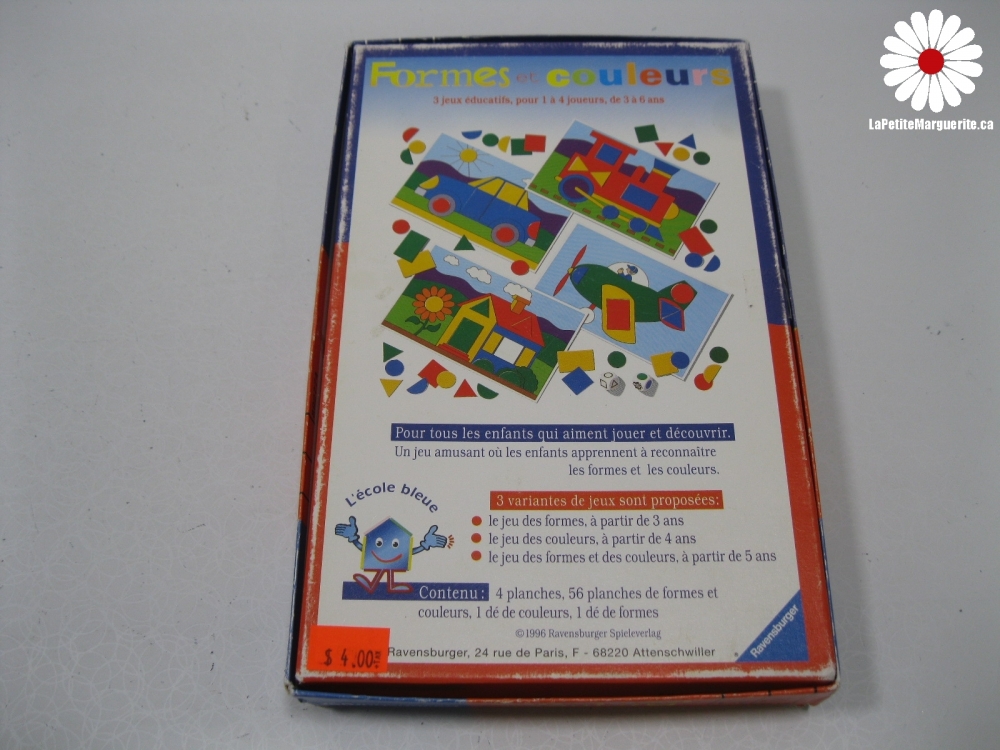 LaPetiteMarguerite.ca
Formes et couleurs
3 jeux éducatifs, pour 1 à 4 joueurs, de 3 à 6 ans
Pour tous les enfants qui aiment jouer et découvrir.
Un jeu amusant où les enfants apprennent à reconnaître
les formes et les couleurs.
L'école bleue
3 variantes de jeux sont proposées:
le jeu des formes, à partir de 3 ans
le jeu des couleurs, à partir de 4 ans
le jeu des formes et des couleurs, à partir de 5 ans
Contenu: 4 planches, 56 planches de formes et
couleurs, 1 dé de couleurs, 1 dé de formes
©1996 Ravensburger Spieleverlag
Ravensburger, 24 rue de Paris, F - 68220 Attenschwiller
Ravensburger
$ 4.00